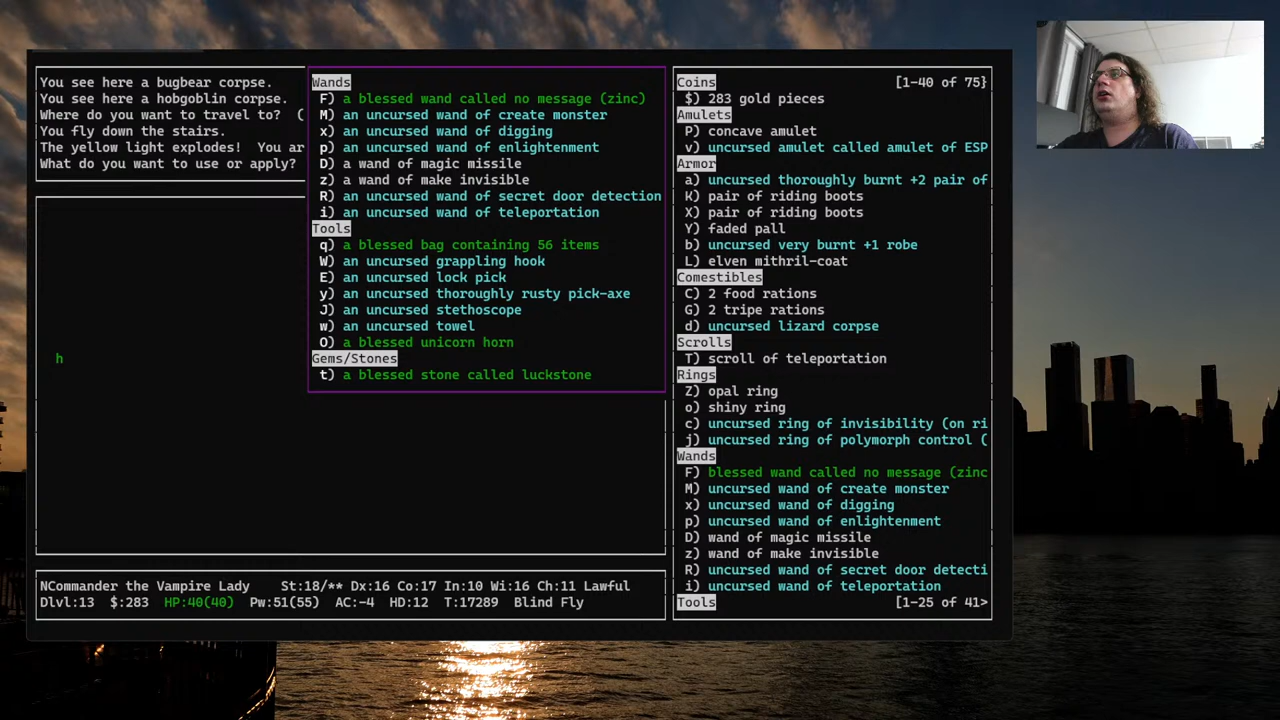 You see here a bugbear corpse.
You see here a hobgoblin corpse.
Where do you want to travel to?  (
You fly down the stairs.
The yellow light explodes!  You ar
What do you want to use or apply?
Wands
F) a blessed wand called no message (zinc)
M) an uncursed wand of create monster
x) an uncursed wand of digging
p) an uncursed wand of enlightenment
D) a wand of magic missile
z) a wand of make invisible
R) an uncursed wand of secret door detection
i) an uncursed wand of teleportation
Tools
q) a blessed bag containing 56 items
W) an uncursed grappling hook
E) an uncursed lock pick
y) an uncursed thoroughly rusty pick-axe
J) an uncursed stethoscope
w) an uncursed towel
O) a blessed unicorn horn
Gems/Stones
t) a blessed stone called luckstone
h
NCommander the Vampire Lady    St:18/** Dx:16 Co:17 In:10 Wi:16 Ch:11 Lawful
Dlvl:13  $:283  HP:40(40)  Pw:51(55)  AC:-4  HD:12  T:17289  Blind Fly
Coins [1-40 of 75}
$) 283 gold pieces
Amulets
P) concave amulet
v) uncursed amulet called amulet of ESP
Armor
a) uncursed thoroughly burnt +2 pair of
K) pair of riding boots
X) pair of riding boots
Y) faded pall
b) uncursed very burnt +1 robe
L) elven mithril-coat
Comestibles
C) 2 food rations
G) 2 tripe rations
d) uncursed lizard corpse
Scrolls
T) scroll of teleportation
Rings
Z) opal ring
o) shiny ring
c) uncursed ring of invisibility (on ri
j) uncursed ring of polymorph control (
Wands
F) blessed wand called no message (zinc
M) uncursed wand of create monster
x) uncursed wand of digging
p) uncursed wand of enlightenment
D) wand of magic missile
z) wand of make invisible
R) uncursed wand of secret door detecti
i) uncursed wand of teleportation
Tools [1-25 of 41>